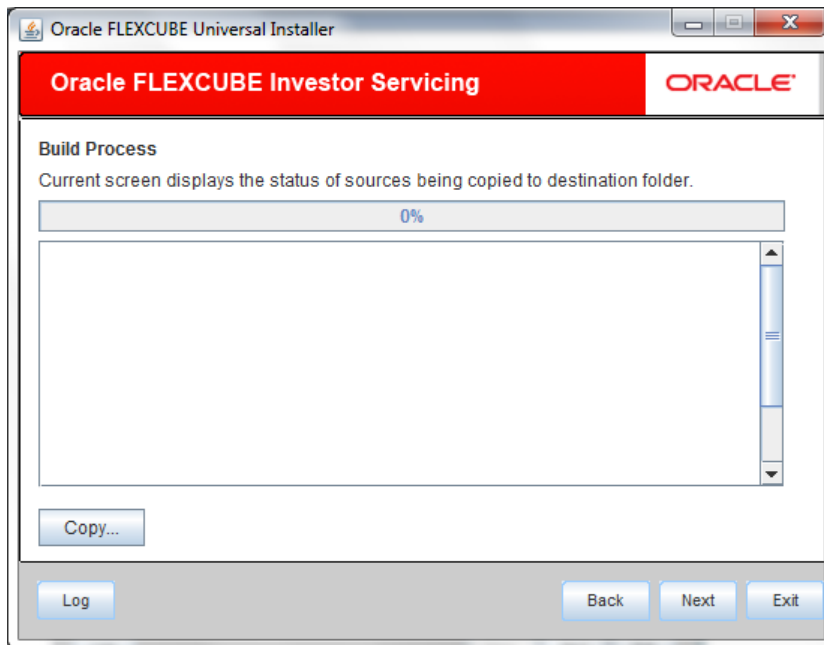 Oracle FLEXCUBE Universal Installer
Oracle FLEXCUBE Investor Servicing
ORACLE
Build Process
Current screen displays the status of sources being copied to destination folder.
0%
Copy...
Log
Back
Next
Exit